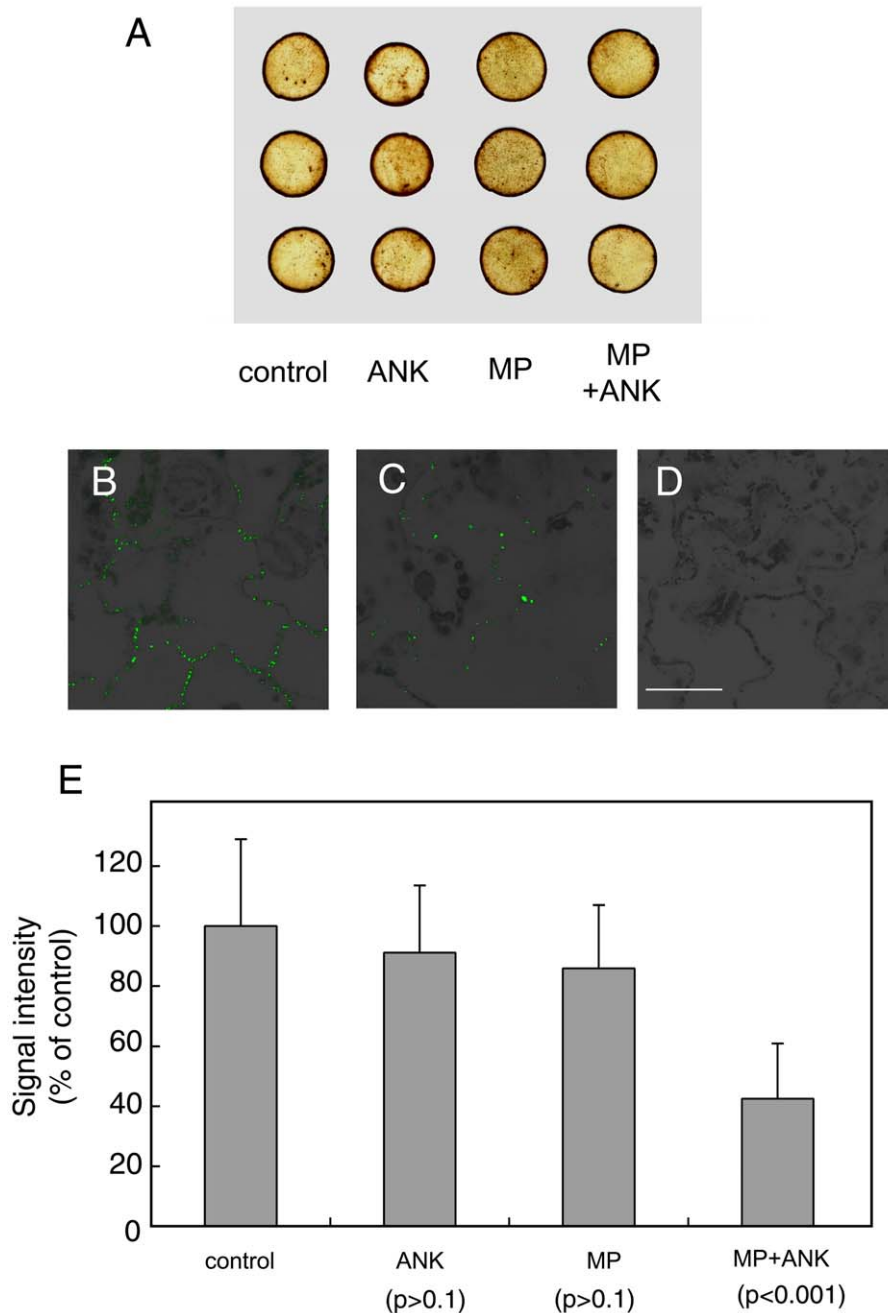 A
control ANK MP MP
+ANK
B C D
E
Signal intensity
(% of control)
120
100
80
60
40
20
0
control ANK MP MP+ANK
(p>0.1) (p>0.1) (p<0.001)